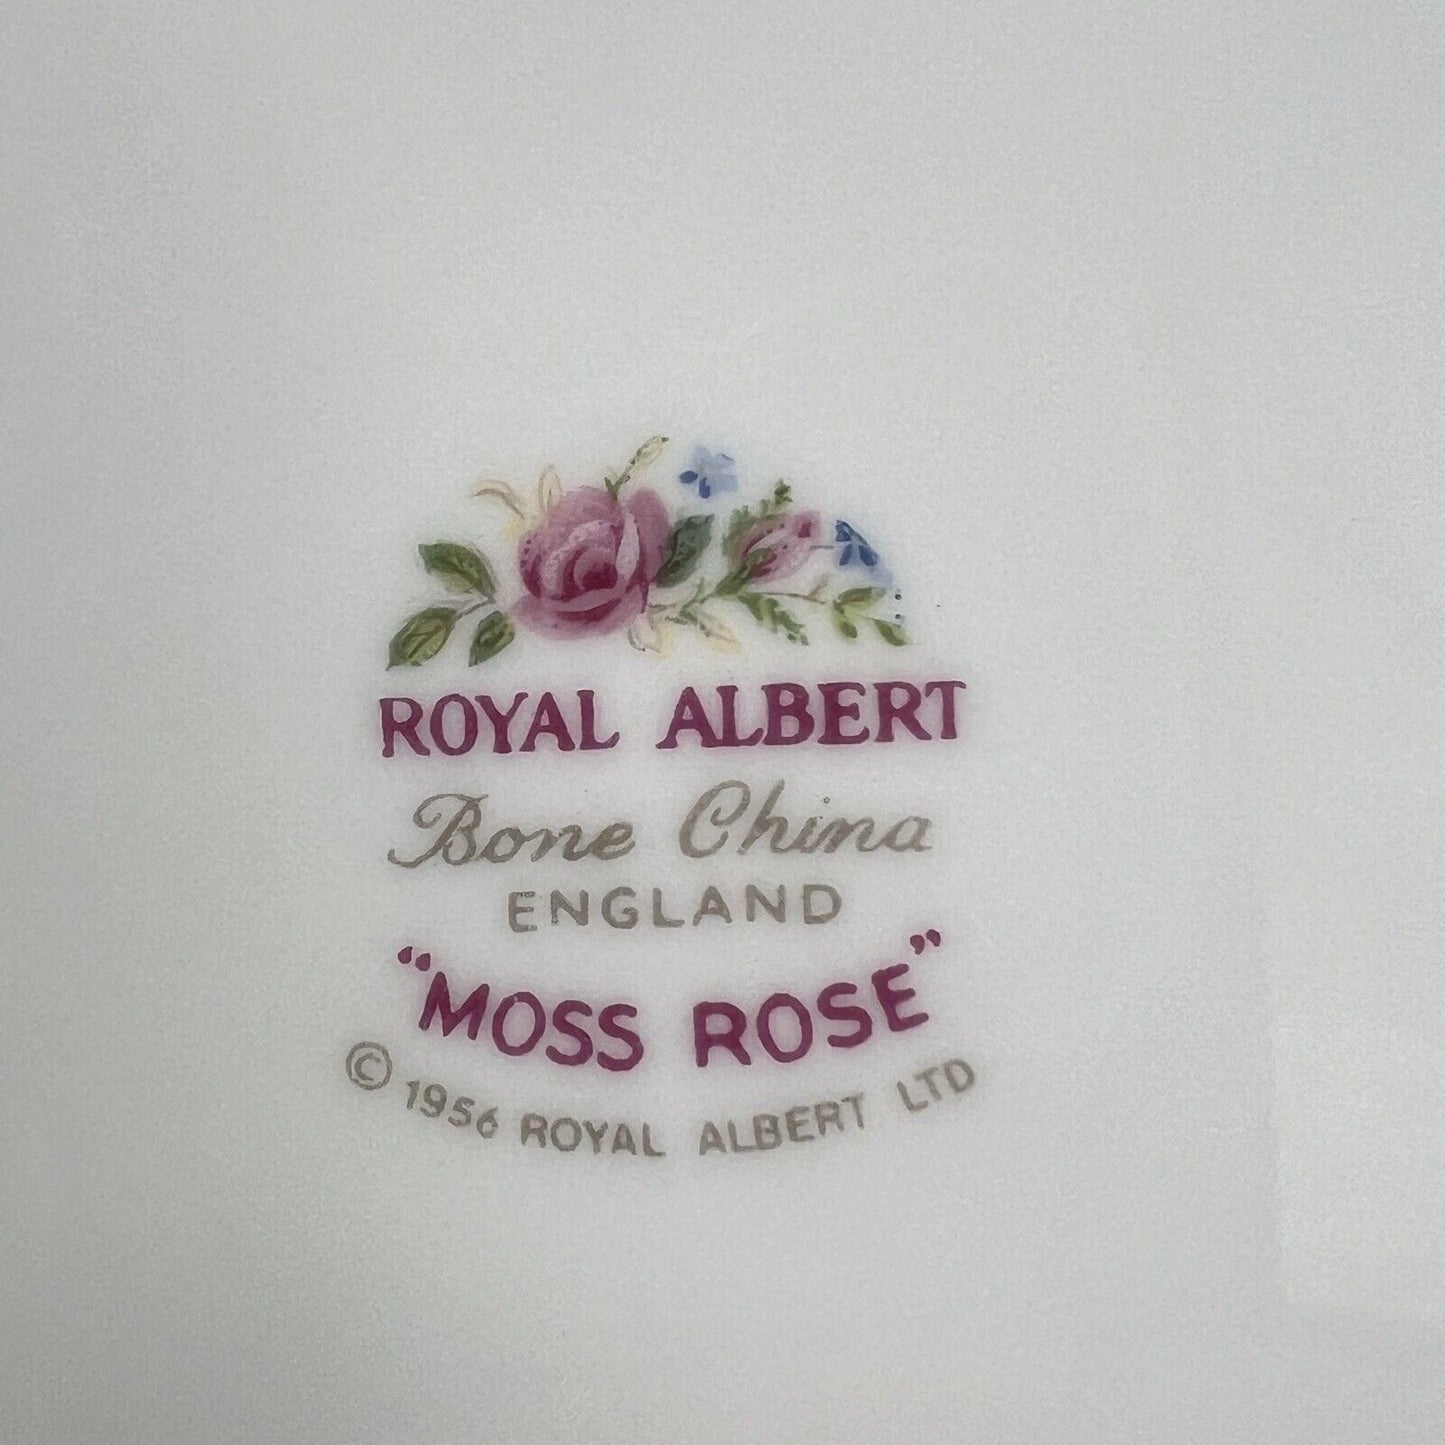 ROYAL ALBERT
Bone China
ENGLAND
“MOSS ROSE”
© 1956 ROYAL ALBERT LTD